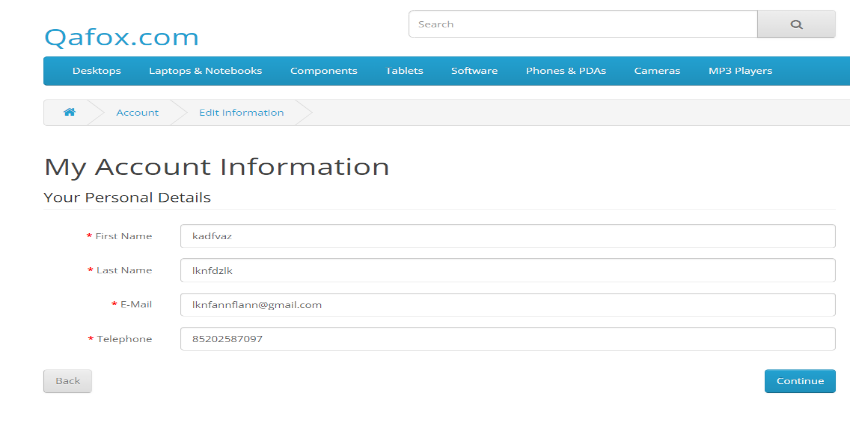 Qafox.com
Search
Desktops Laptops & Notebooks Components Tablets Software Phones & PDAs Cameras MP3 Players
Account Edit Information
My Account Information
Your Personal Details
* First Name kadfvaz
* Last Name lknfdzlk
* E-Mail lknfannflann@gmail.com
* Telephone 85202587097
Back Continue